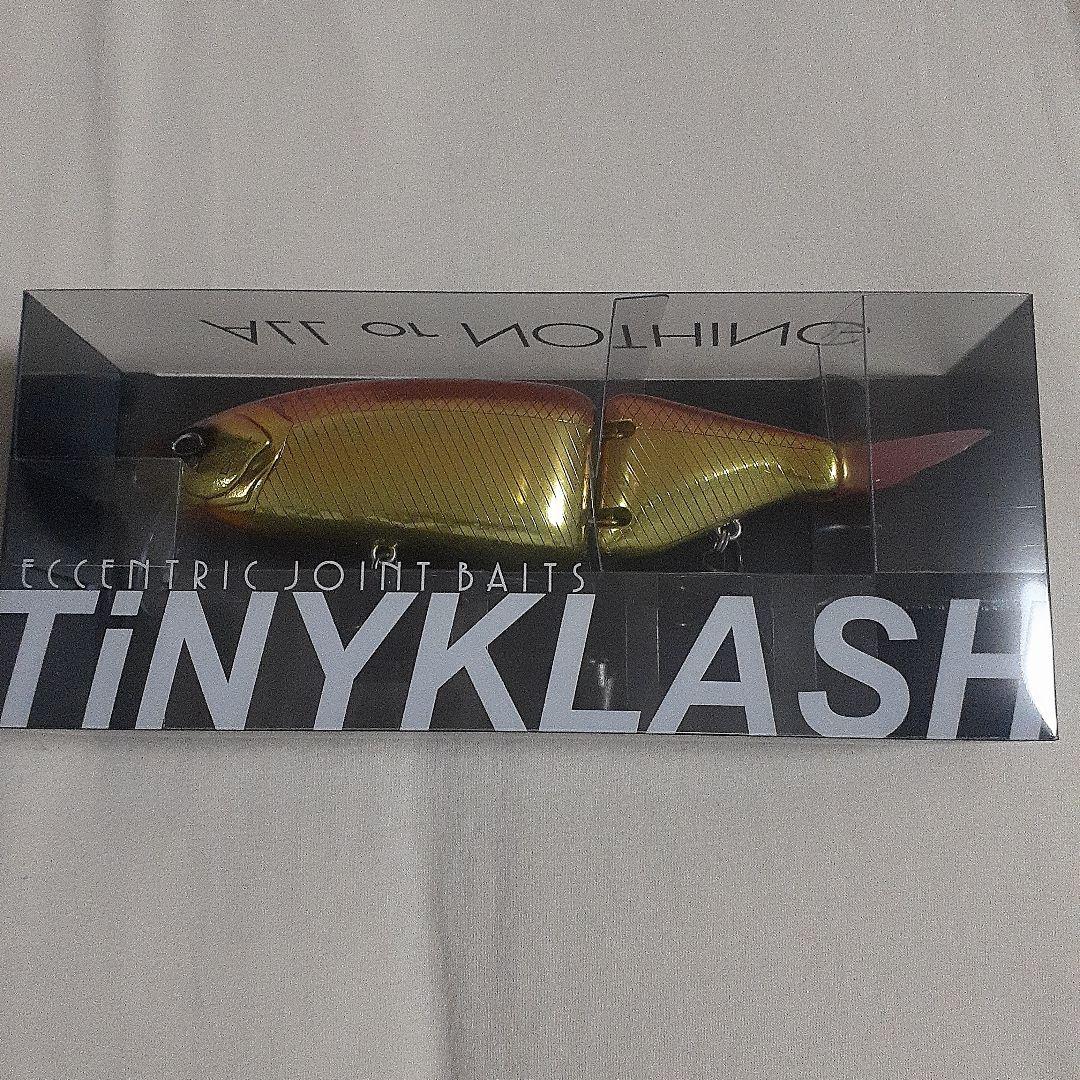 ALL or NOTHING
ECCENTRIC JOINT BAITS
TiNYKLASH